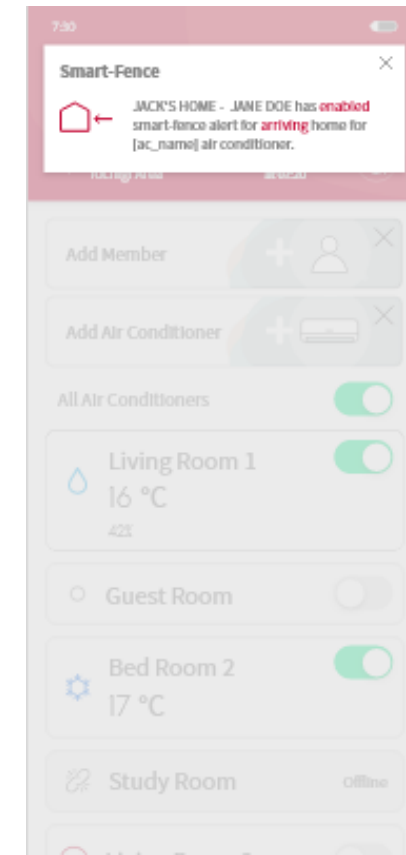 7:30
Smart-Fence
JACK'S HOME - JANE DOE has enabled
smart-fence alert for arriving home for
[ac_name] air conditioner.
Add Member
Add Air Conditioner
All Air Conditioners
Living Room 1
16 °C
42%
Guest Room
Bed Room 2
17 °C
Study Room
Offline